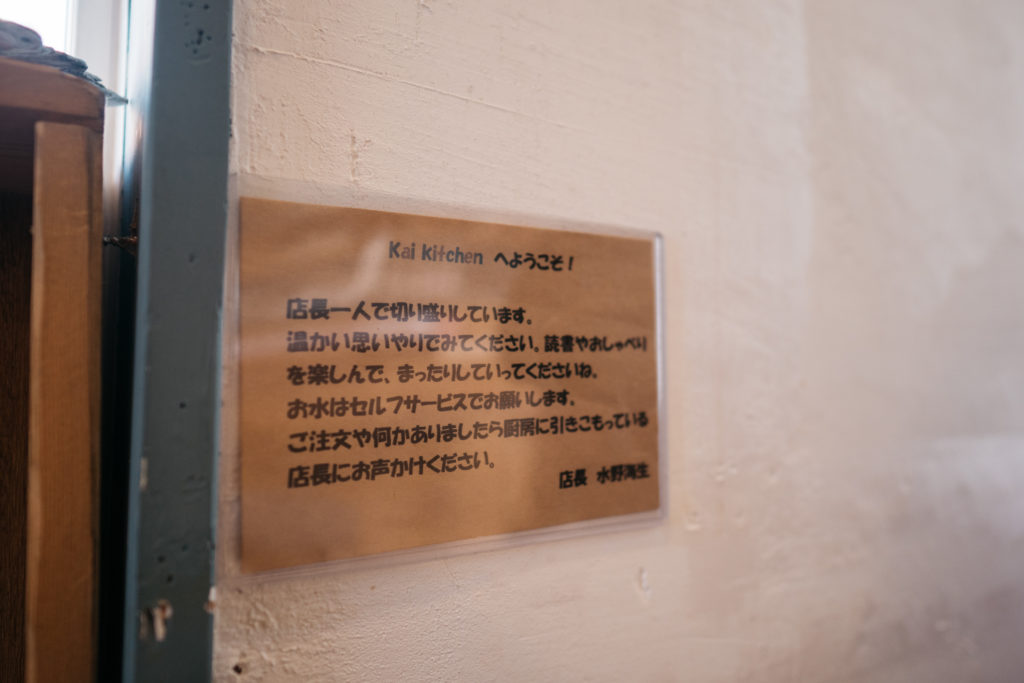 Kai Kitchen へようこそ！
店長一人で切り盛りしています。
温かい思いやりでみてください。読書やおしゃべり
を楽しんで、まったりしていってくださいね。
お水はセルフサービスでお願いします。
ご注文や何かありましたら厨房に引きこもっている
店長にお声かけください。
店長 水野海生